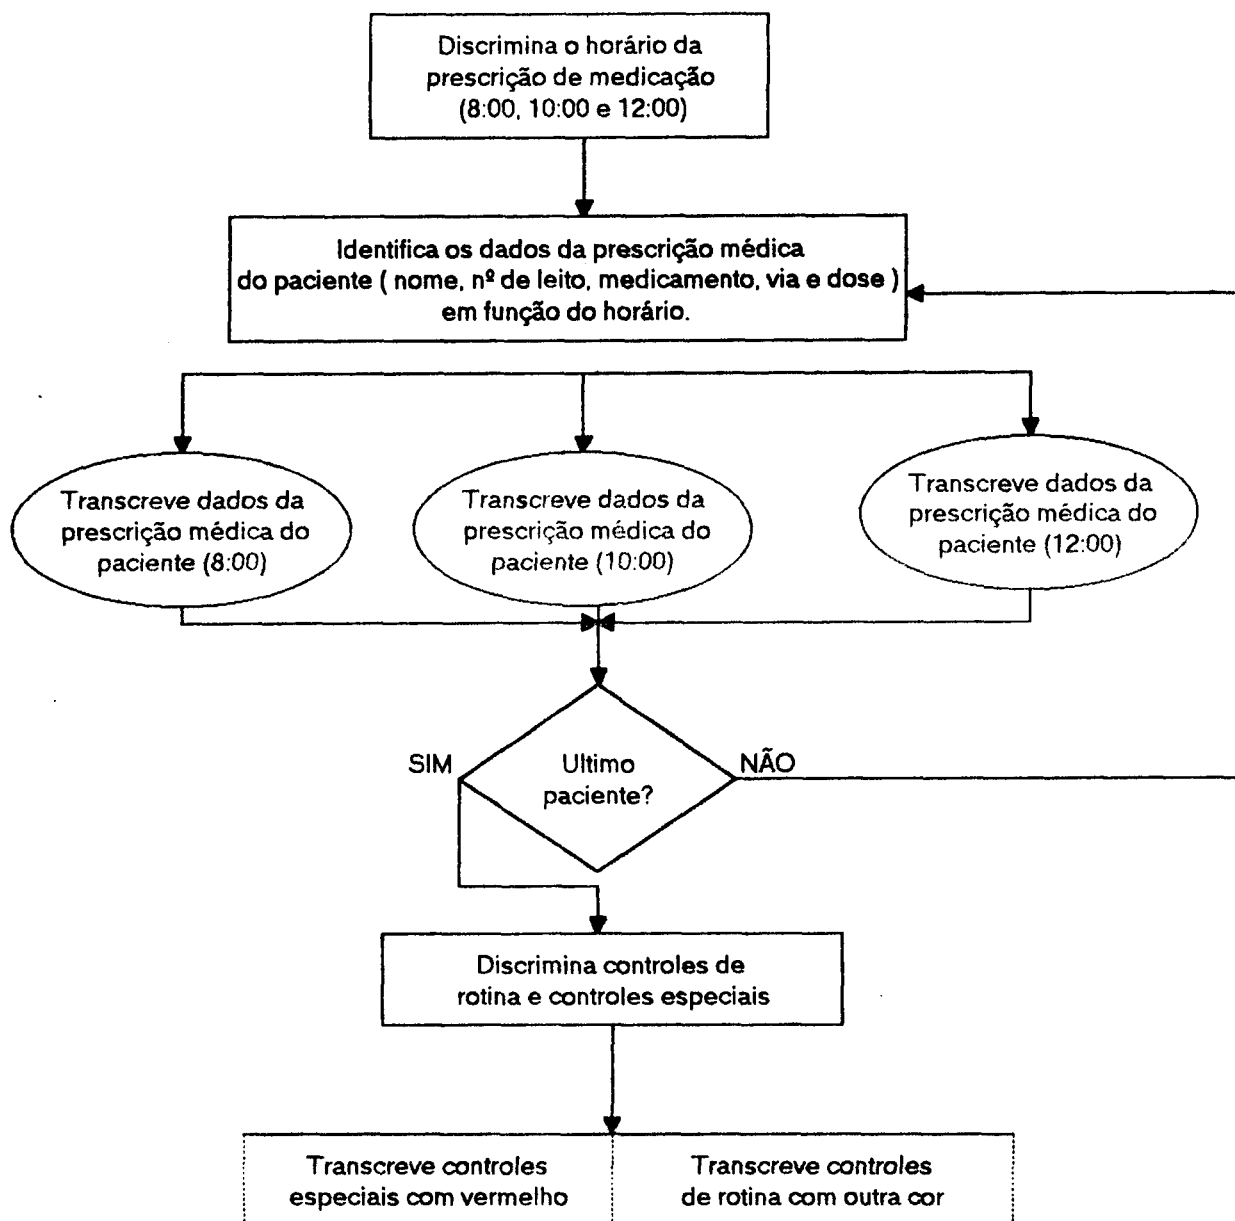 Discrimina o horário da
prescrição de medicação
(8:00, 10:00 e 12:00)
Identifica os dados da prescrição médica
do paciente ( nome, nº de leito, medicamento, via e dose )
em função do horário.
Transcreve dados da
prescrição médica do
paciente (8:00)
Transcreve dados da
prescrição médica do
paciente (10:00)
Transcreve dados da
prescrição médica do
paciente (12:00)
SIM
Ultimo
paciente?
NÃO
Discrimina controles de
rotina e controles especiais
Transcreve controles
especiais com vermelho
Transcreve controles
de rotina com outra cor